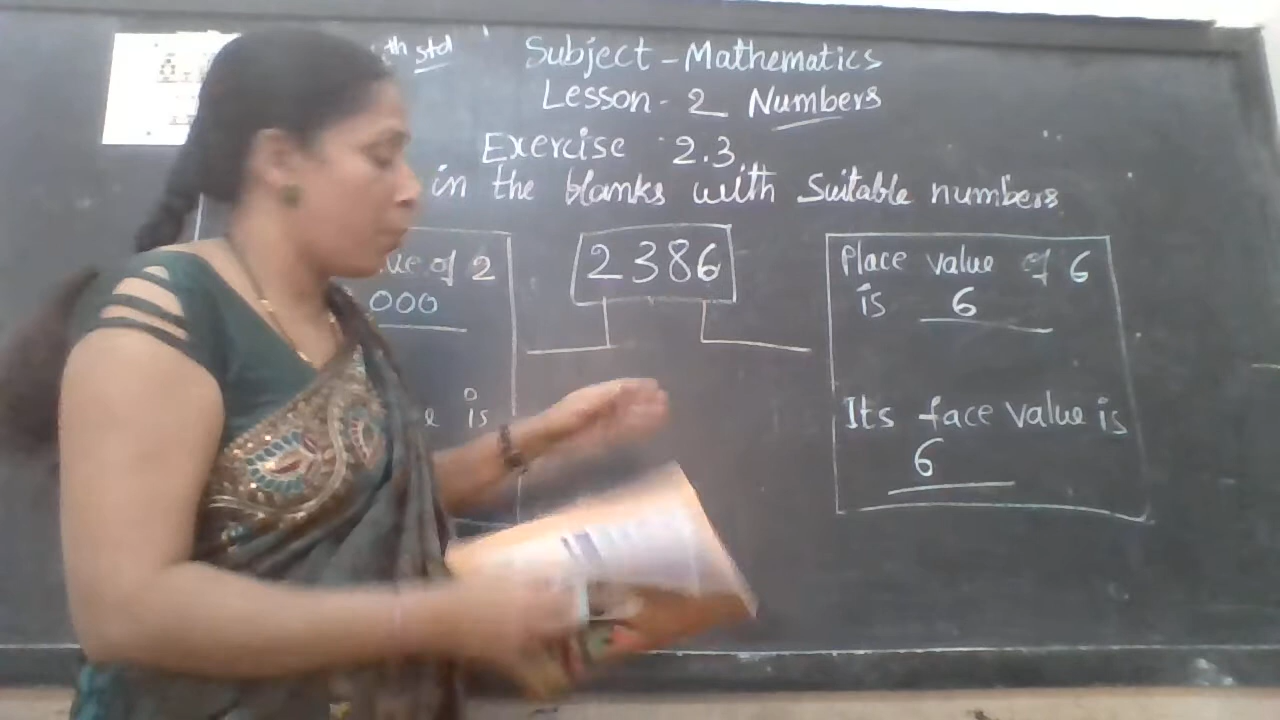 th std
Subject - Mathematics
Lesson - 2 Numbers
Exercise 2.3
in the blanks with Suitable numbers
of 2
000
is
2386
Place value of 6
is 6
Its face value is
6